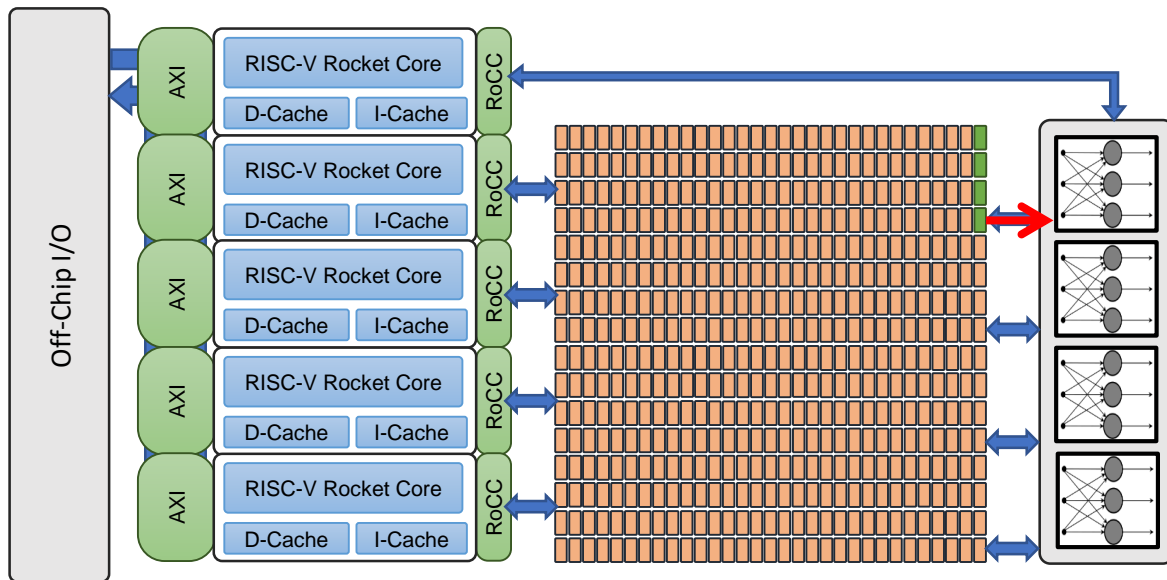 Off-Chip I/O
AXI
RISC-V Rocket Core
D-Cache
I-Cache
RoCC
AXI
RISC-V Rocket Core
D-Cache
I-Cache
RoCC
AXI
RISC-V Rocket Core
D-Cache
I-Cache
RoCC
AXI
RISC-V Rocket Core
D-Cache
I-Cache
RoCC
AXI
RISC-V Rocket Core
D-Cache
I-Cache
RoCC